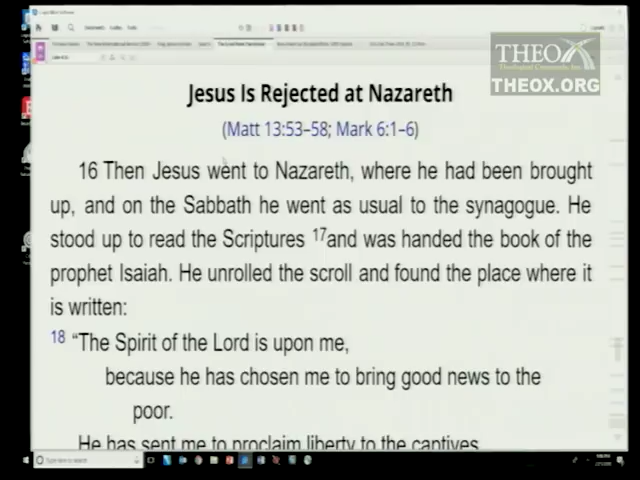 THEOX
THEOX.ORG
Jesus Is Rejected at Nazareth
(Matt 13:53–58; Mark 6:1–6)
16 Then Jesus went to Nazareth, where he had been brought
up, and on the Sabbath he went as usual to the synagogue. He
stood up to read the Scriptures 17and was handed the book of the
prophet Isaiah. He unrolled the scroll and found the place where it
is written:
18 “The Spirit of the Lord is upon me,
because he has chosen me to bring good news to the
poor.
He has sent me to proclaim liberty to the captives